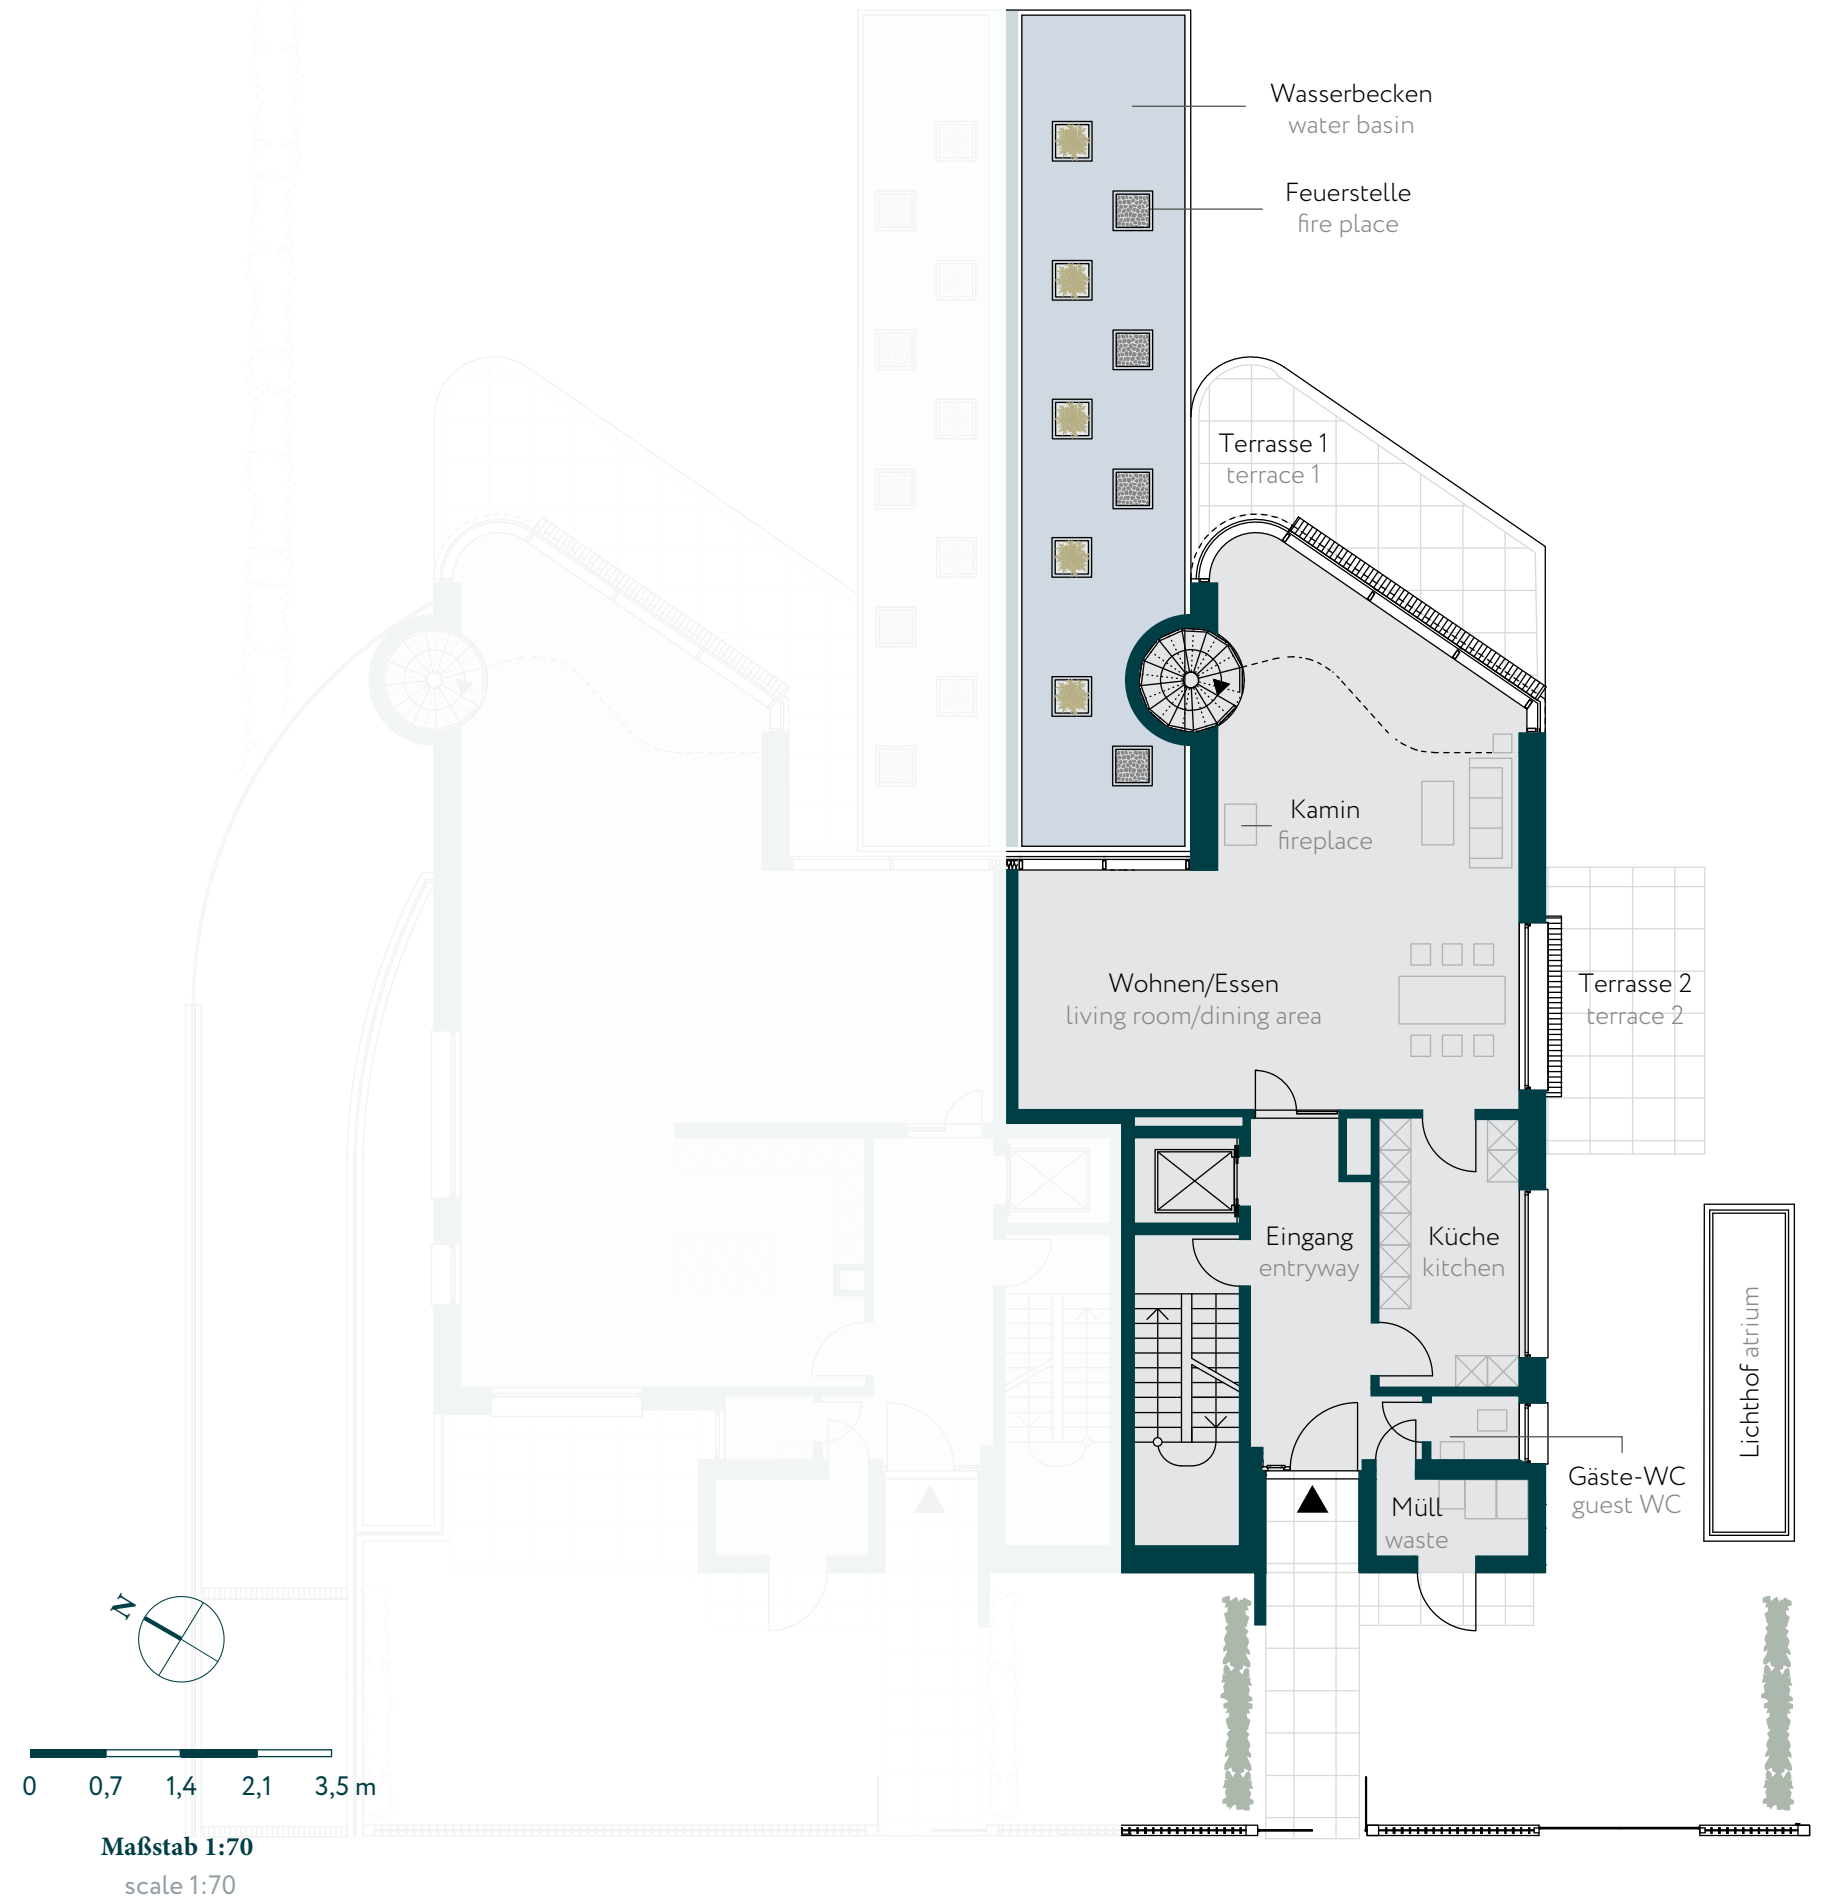 Wasserbecken
water basin
Feuerstelle
fire place
Terrasse 1
terrace 1
Kamin
fireplace
Wohnen/Essen
living room/dining area
Terrasse 2
terrace 2
Eingang
entryway
Küche
kitchen
Lichthof atrium
Gäste-WC
guest WC
Müll
waste
N
0 0,7 1,4 2,1 3,5 m
Maßstab 1:70
scale 1:70